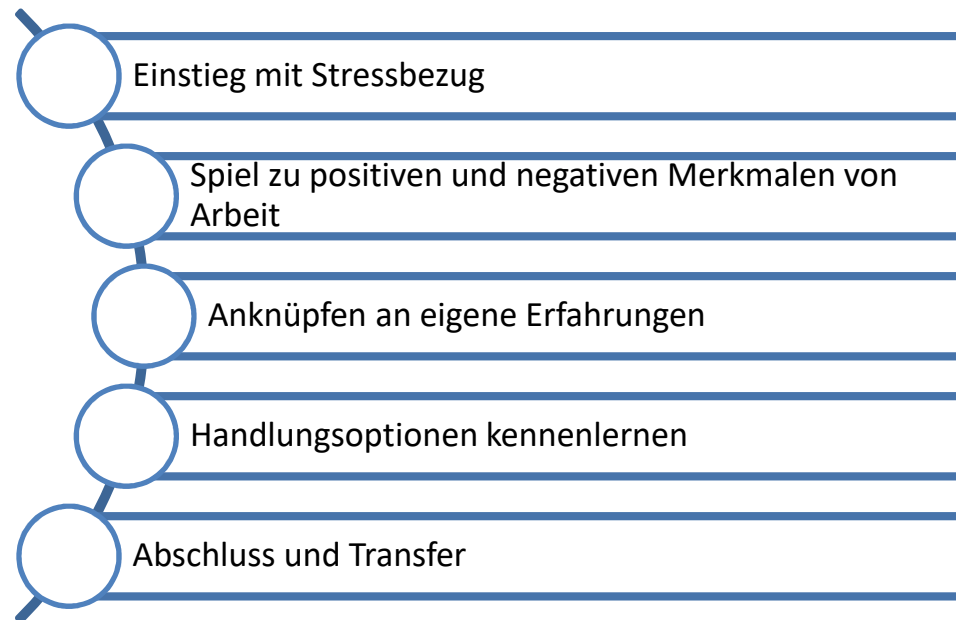 Einstieg mit Stressbezug
Spiel zu positiven und negativen Merkmalen von
Arbeit
Anknüpfen an eigene Erfahrungen
Handlungsoptionen kennenlernen
Abschluss und Transfer